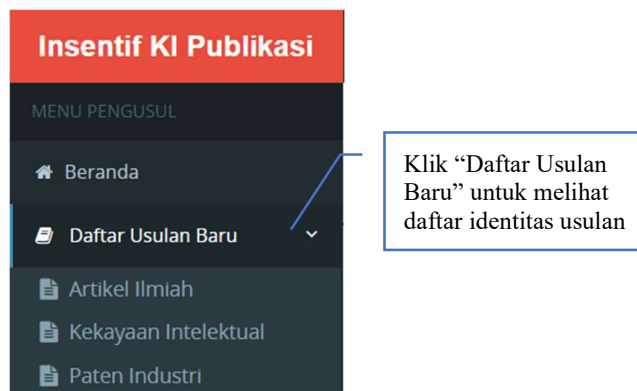 Insentif KI Publikasi
MENU PENGUSUL
Beranda
Daftar Usulan Baru
Artikel Ilmiah
Kekayaan Intelektual
Paten Industri
Klik “Daftar Usulan
Baru” untuk melihat
daftar identitas usulan